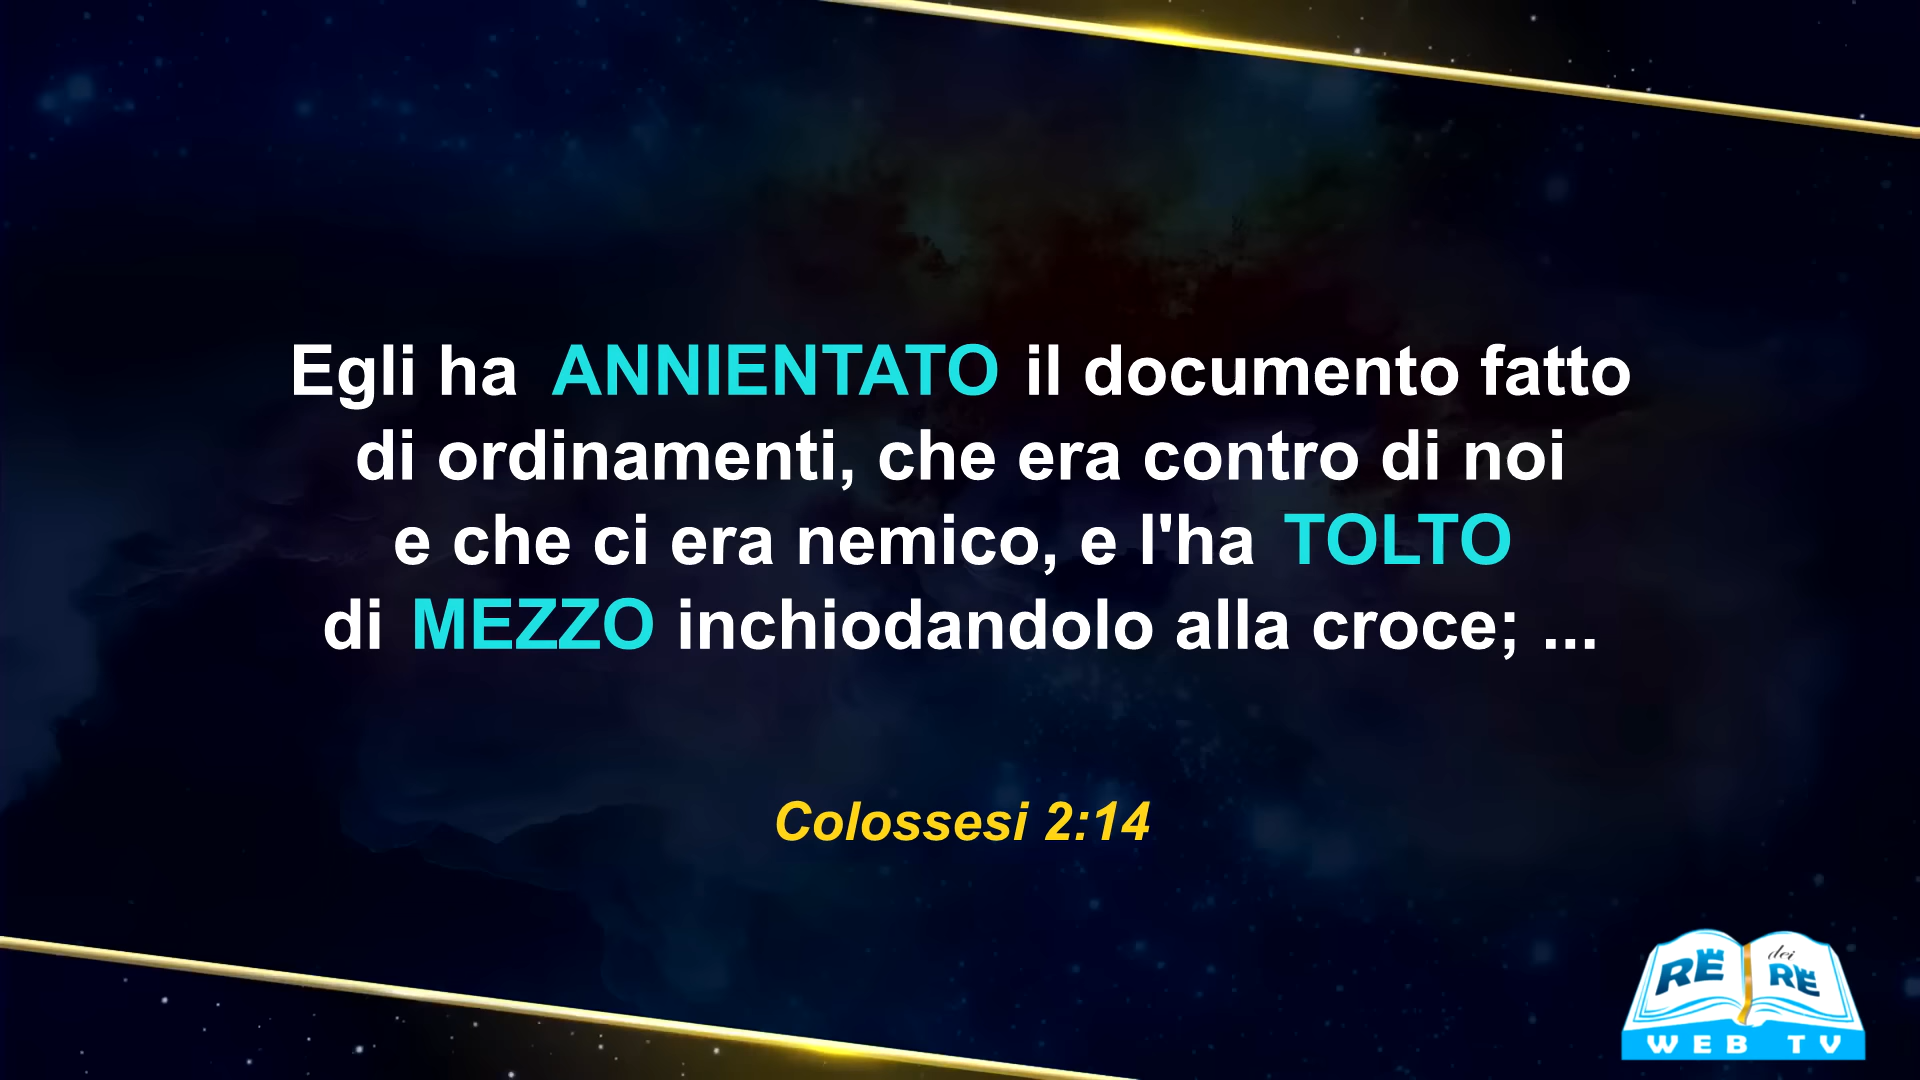 Egli ha ANNIENTATO il documento fatto
di ordinamenti, che era contro di noi
e che ci era nemico, e l'ha TOLTO
di MEZZO inchiodandolo alla croce; ...
Colossesi 2:14
RE dei RE
WEB TV